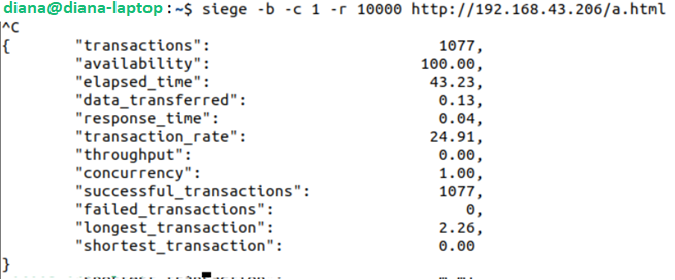 diana@diana-laptop:~$ siege -b -c 1 -r 10000 http://192.168.43.206/a.html
^C
{ "transactions": 1077,
"availability": 100.00,
"elapsed_time": 43.23,
"data_transferred": 0.13,
"response_time": 0.04,
"transaction_rate": 24.91,
"throughput": 0.00,
"concurrency": 1.00,
"successful_transactions": 1077,
"failed_transactions": 0,
"longest_transaction": 2.26,
"shortest_transaction": 0.00
}